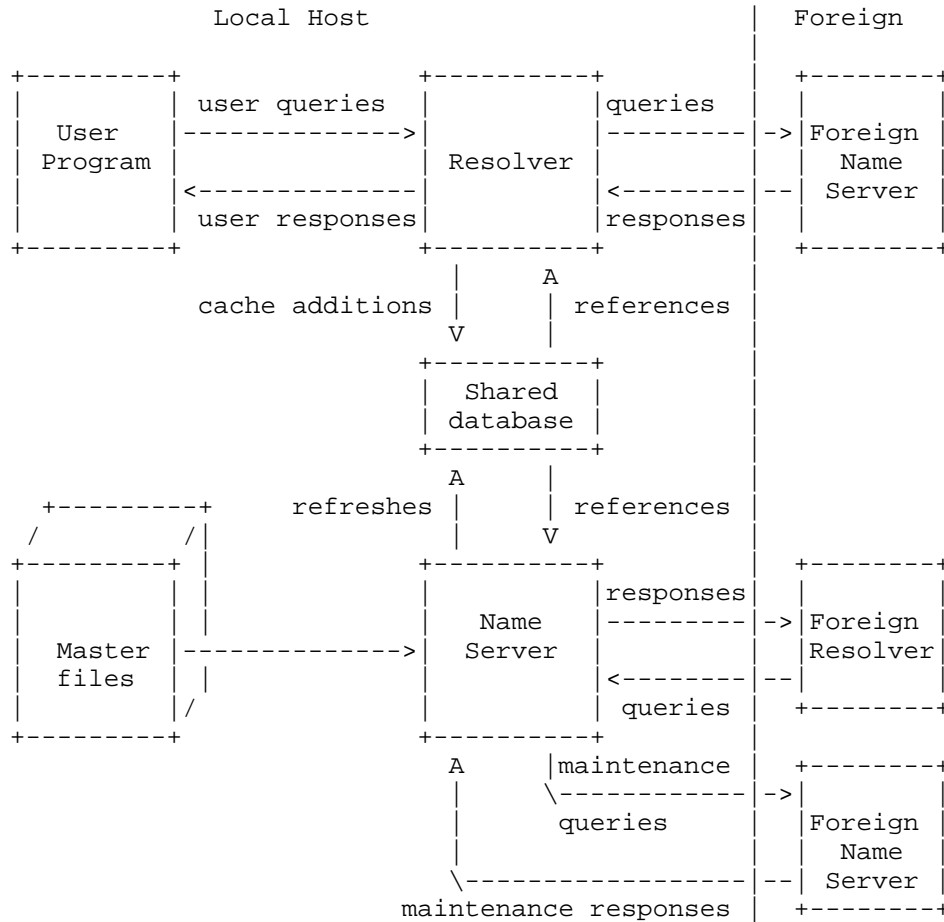 Local Host | Foreign
|
+---------+ +----------+ | +--------+
| | user queries | |queries | | |
| User |-------------->| |---------|->|Foreign |
| Program | | Resolver | | | Name |
| |<--------------| |<--------|--| Server |
| | user responses| |responses| | |
+---------+ +----------+ | +--------+
| A |
cache additions | | references |
V | |
+----------+ |
| Shared | |
| database | |
+----------+ |
A | |
+---------+ refreshes | | references |
/ /| | V |
+---------+ | +----------+ | +--------+
| | | | |responses| | |
| | | | Name |---------|->|Foreign |
| Master |-------------->| Server | | |Resolver|
| files | | | |<--------|--| |
| |/ | | queries | +--------+
+---------+ +----------+ |
A |maintenance | +--------+
| \------------|->| |
| queries | |Foreign |
| | | Name |
\------------------|--| Server |
maintenance responses | +--------+